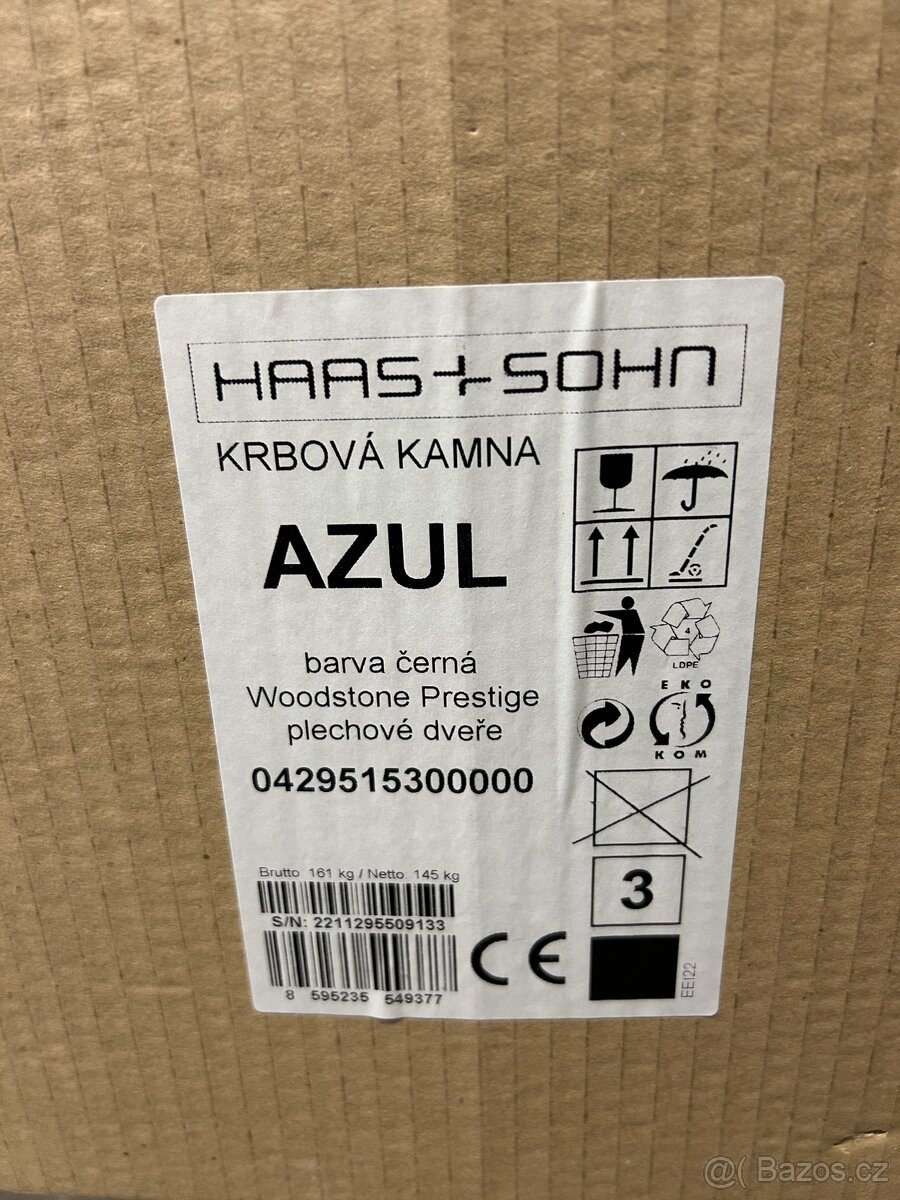 HAAS+SOHN
KRBOVÁ KAMNA
AZUL
barva černá
Woodstone Prestige
plechové dveře
0429515300000
Brutto 161 kg / Netto: 145 kg
S/N: 2211295509133
8 595235 549377
4
LDPE
EKO
KOM
3
CE
EEI22
@( Bazos.cz